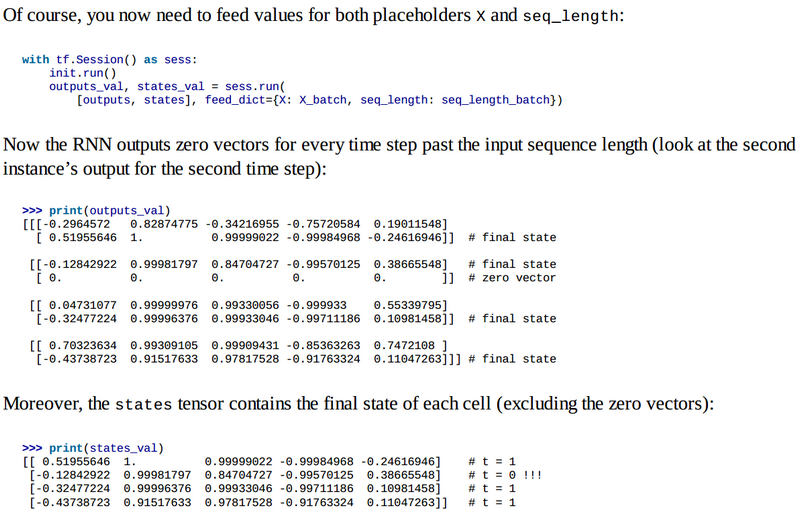 Of course, you now need to feed values for both placeholders X and seq_length:
with tf.Session() as sess:
    init.run()
    outputs_val, states_val = sess.run(
        [outputs, states], feed_dict={X: X_batch, seq_length: seq_length_batch})
Now the RNN outputs zero vectors for every time step past the input sequence length (look at the second
instance’s output for the second time step):
>>> print(outputs_val)
[[[-0.2964572   0.82874775 -0.34216955 -0.75720584  0.19011548]
  [ 0.51955646  1.          0.99999022 -0.99984968 -0.24616946]]  # final state
 [[-0.12842922  0.99981797  0.84704727 -0.99570125  0.38665548]   # final state
  [ 0.          0.          0.          0.          0.        ]]  # zero vector
 [[ 0.04731077  0.99999976  0.99330056 -0.999933    0.55339795]
  [-0.32477224  0.99996376  0.99933046 -0.99711186  0.10981458]]  # final state
 [[ 0.70323634  0.99309105  0.99909431 -0.85363263  0.7472108 ]
  [-0.43738723  0.91517633  0.97817528 -0.91763324  0.11047263]]] # final state
Moreover, the states tensor contains the final state of each cell (excluding the zero vectors):
>>> print(states_val)
[[ 0.51955646  1.          0.99999022 -0.99984968 -0.24616946]    # t = 1
 [-0.12842922  0.99981797  0.84704727 -0.99570125  0.38665548]    # t = 0 !!!
 [-0.32477224  0.99996376  0.99933046 -0.99711186  0.10981458]    # t = 1
 [-0.43738723  0.91517633  0.97817528 -0.91763324  0.11047263]]   # t = 1